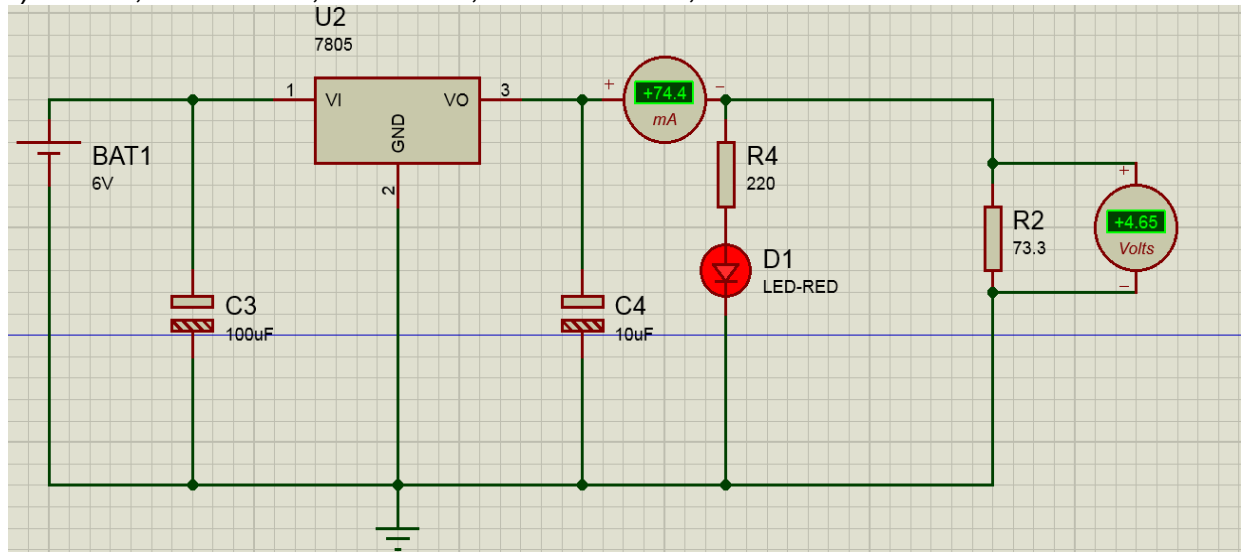 U2
7805
1
VI
VO
3
GND
2
+
+74.4
mA
−
BAT1
6V
R4
220
R2
73.3
+
+4.65
Volts
−
D1
LED-RED
C3
100uF
C4
10uF